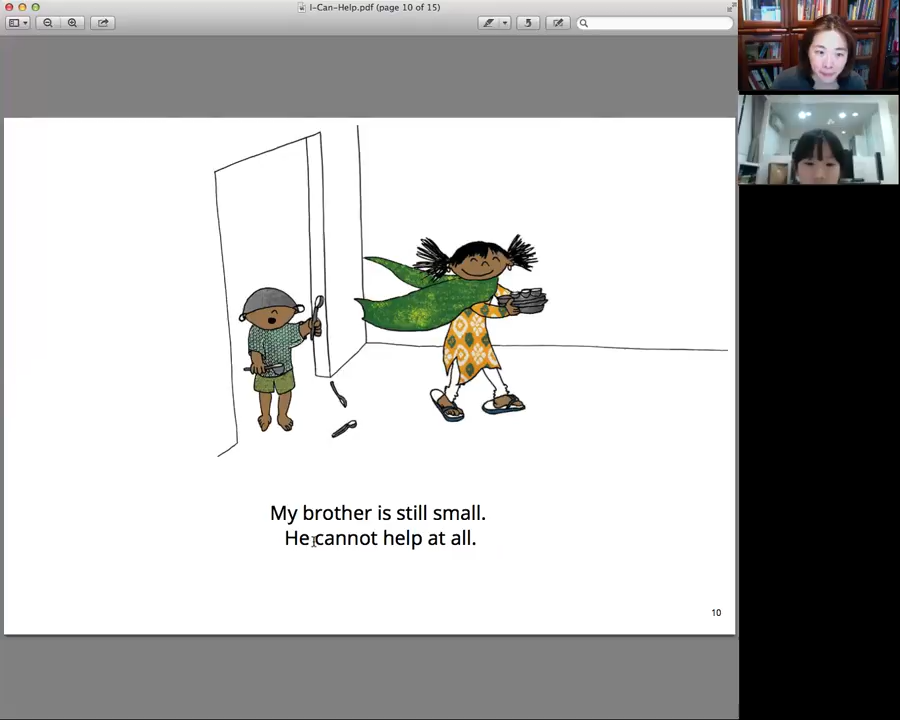 I-Can-Help.pdf (page 10 of 15)
My brother is still small.
He cannot help at all.
10